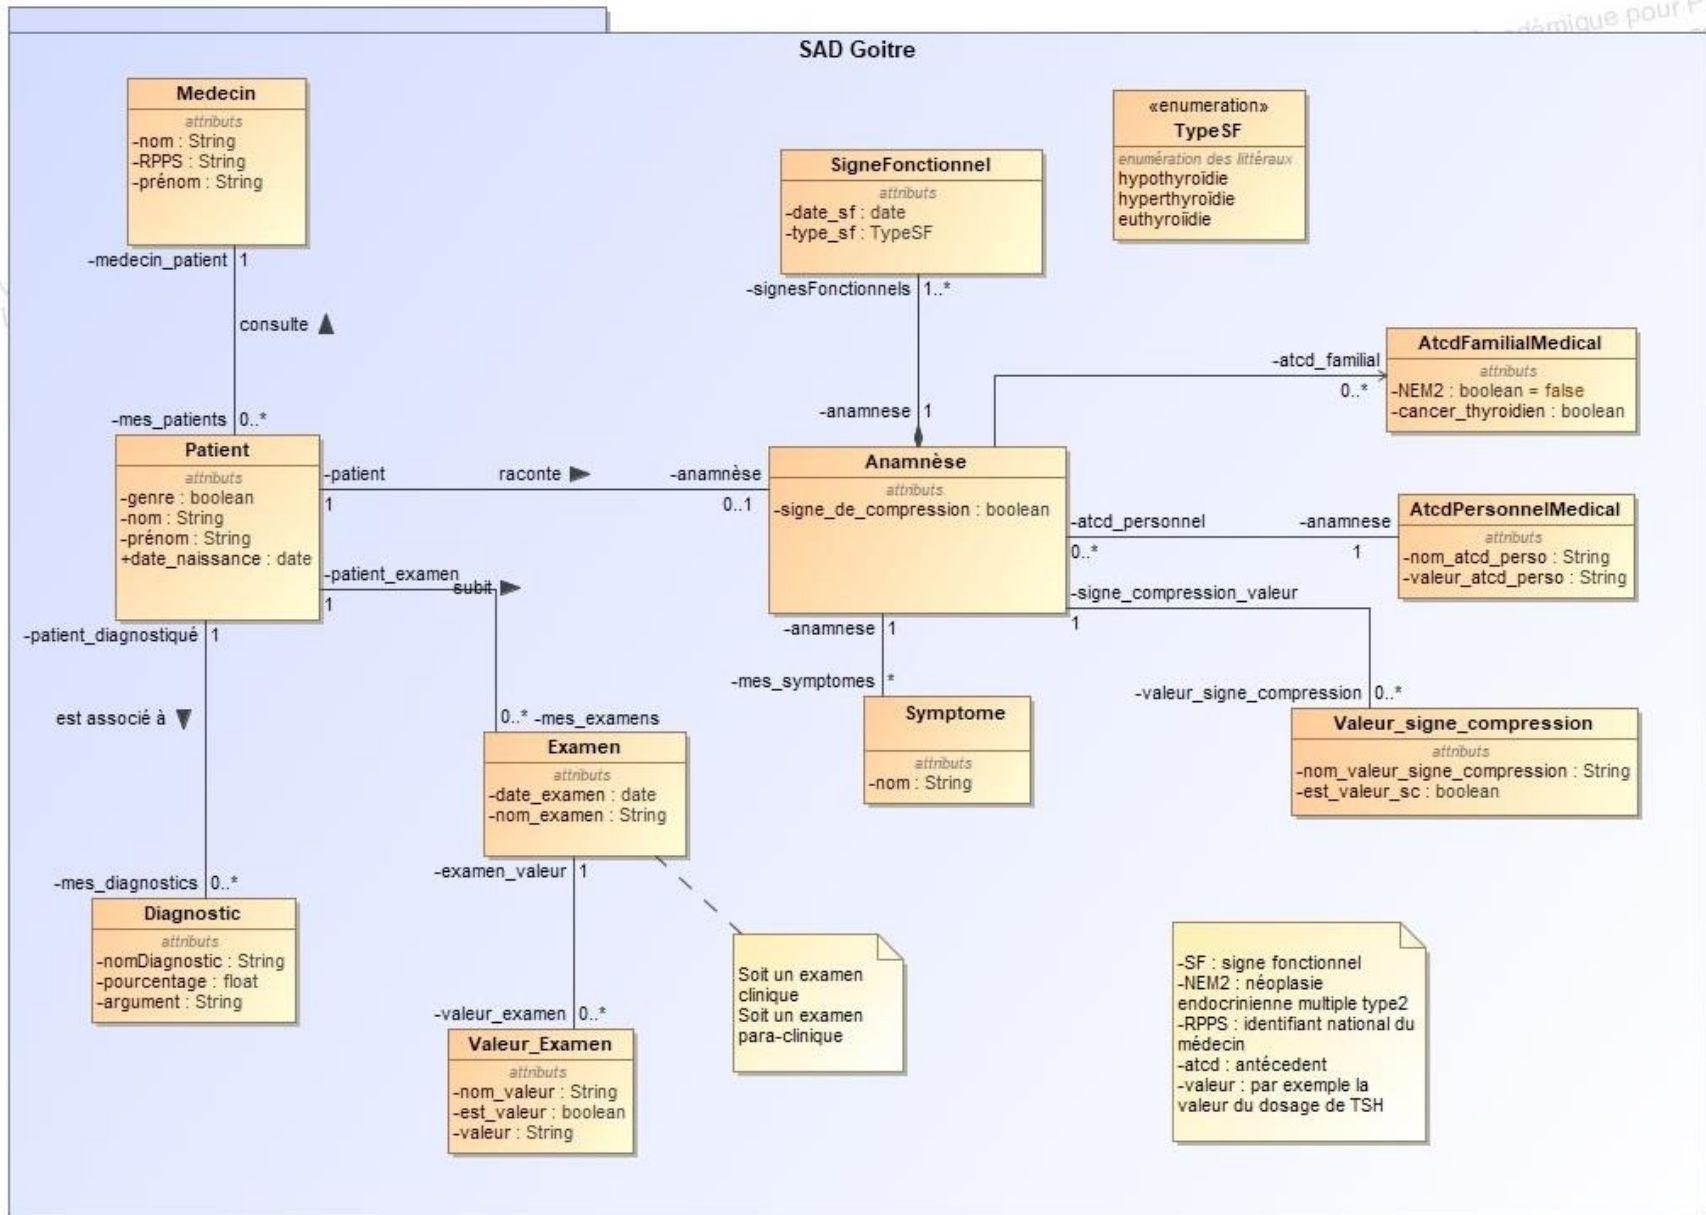 démique pour P
SAD Goitre
Medecin
attributs
-nom : String
-RPPS : String
-prénom : String
«enumeration»
TypeSF
enumération des littéraux
hypothyroïdie
hyperthyroïdie
euthyroïidie
SigneFonctionnel
attributs
-date_sf : date
-type_sf : TypeSF
-medecin_patient 1
consulte
-mes_patients 0..*
-signesFonctionnels 1..*
-anamnese 1
-atcd_familial
0..*
AtcdFamilialMedical
attributs
-NEM2 : boolean = false
-cancer_thyroidien : boolean
Patient
attributs
-genre : boolean
-nom : String
-prénom : String
+date_naissance : date
-patient
1
raconte
-anamnèse
0..1
Anamnèse
attributs
-signe_de_compression : boolean
-atcd_personnel
0..*
-anamnese
1
AtcdPersonnelMedical
attributs
-nom_atcd_perso : String
-valeur_atcd_perso : String
-patient_examen
1
subit
-signe_compression_valeur
1
-patient_diagnostiqué 1
-anamnese 1
-mes_symptomes *
-valeur_signe_compression 0..*
est associé à
0..* -mes_examens
Symptome
attributs
-nom : String
Valeur_signe_compression
attributs
-nom_valeur_signe_compression : String
-est_valeur_sc : boolean
Examen
attributs
-date_examen : date
-nom_examen : String
-examen_valeur 1
-mes_diagnostics 0..*
Diagnostic
attributs
-nomDiagnostic : String
-pourcentage : float
-argument : String
Soit un examen
clinique
Soit un examen
para-clinique
-SF : signe fonctionnel
-NEM2 : néoplasie
endocrinienne multiple type2
-RPPS : identifiant national du
médecin
-atcd : antécedent
-valeur : par exemple la
valeur du dosage de TSH
-valeur_examen 0..*
Valeur_Examen
attributs
-nom_valeur : String
-est_valeur : boolean
-valeur : String